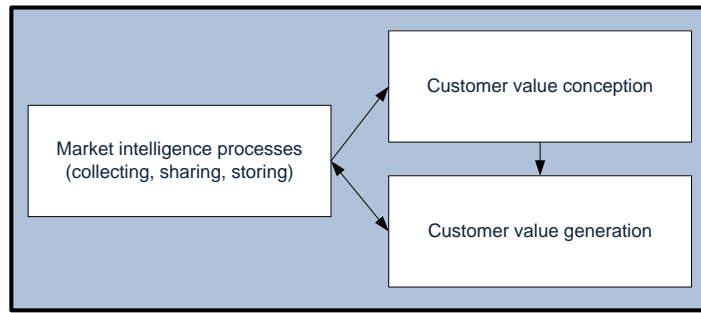 Market intelligence processes
(collecting, sharing, storing)
Customer value conception
Customer value generation